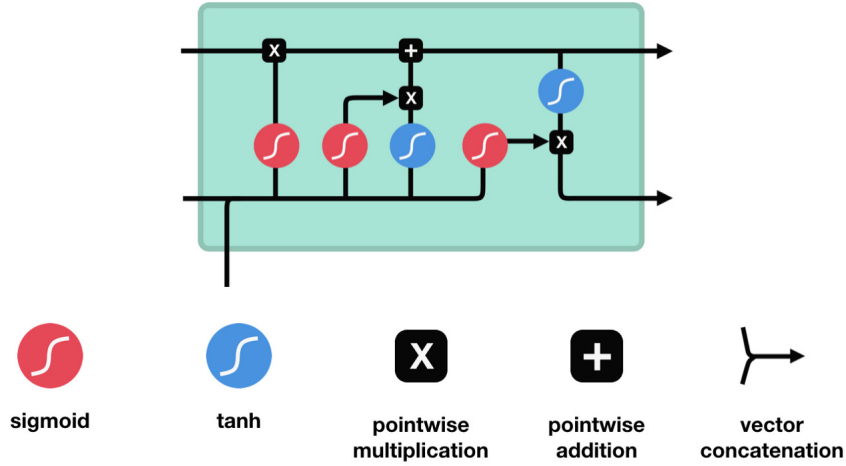 X
+
X
X
X
+
sigmoid
tanh
pointwise
multiplication
pointwise
addition
vector
concatenation